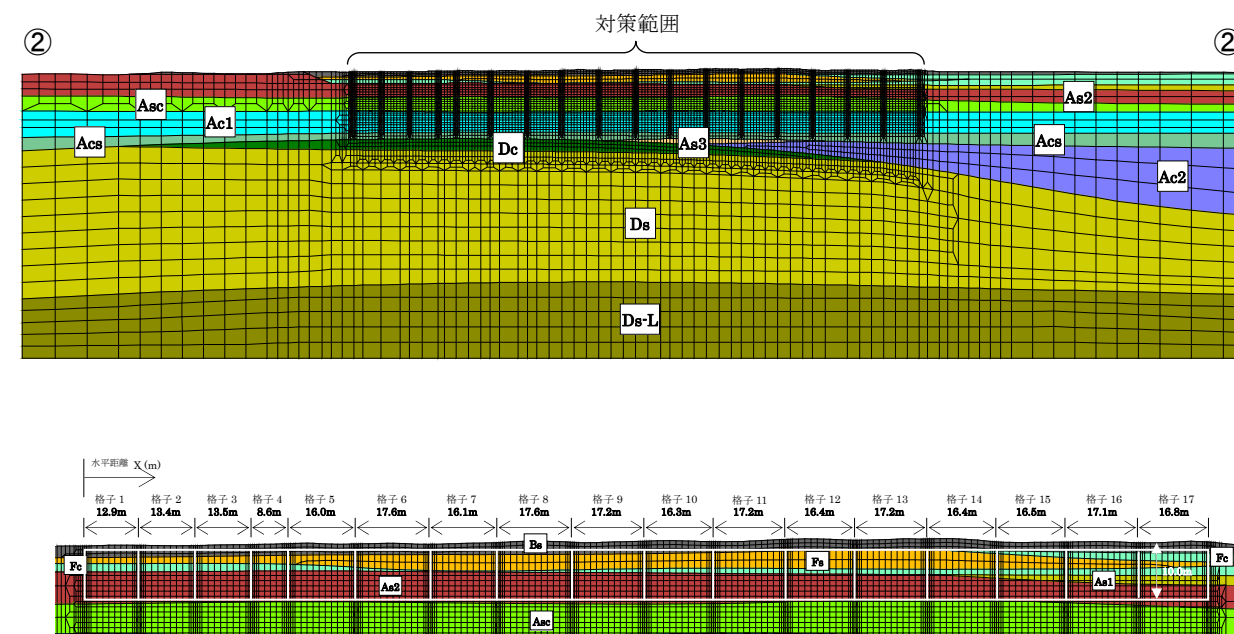 対策範囲
② ②
Asc
As2
Ac1
Acs
Dc
As3
Acs
Ac2
Ds
Ds-L
水平距離 X (m)
格子 1 格子 2 格子 3 格子 4 格子 5 格子 6 格子 7 格子 8 格子 9 格子 10 格子 11 格子 12 格子 13 格子 14 格子 15 格子 16 格子 17
12.9m 13.4m 13.5m 8.6m 16.0m 17.6m 16.1m 17.6m 17.2m 16.3m 17.2m 16.4m 17.2m 16.4m 16.5m 17.1m 16.8m
Bs
Fc Fs Fc
As2 As1
10.0m
Asc